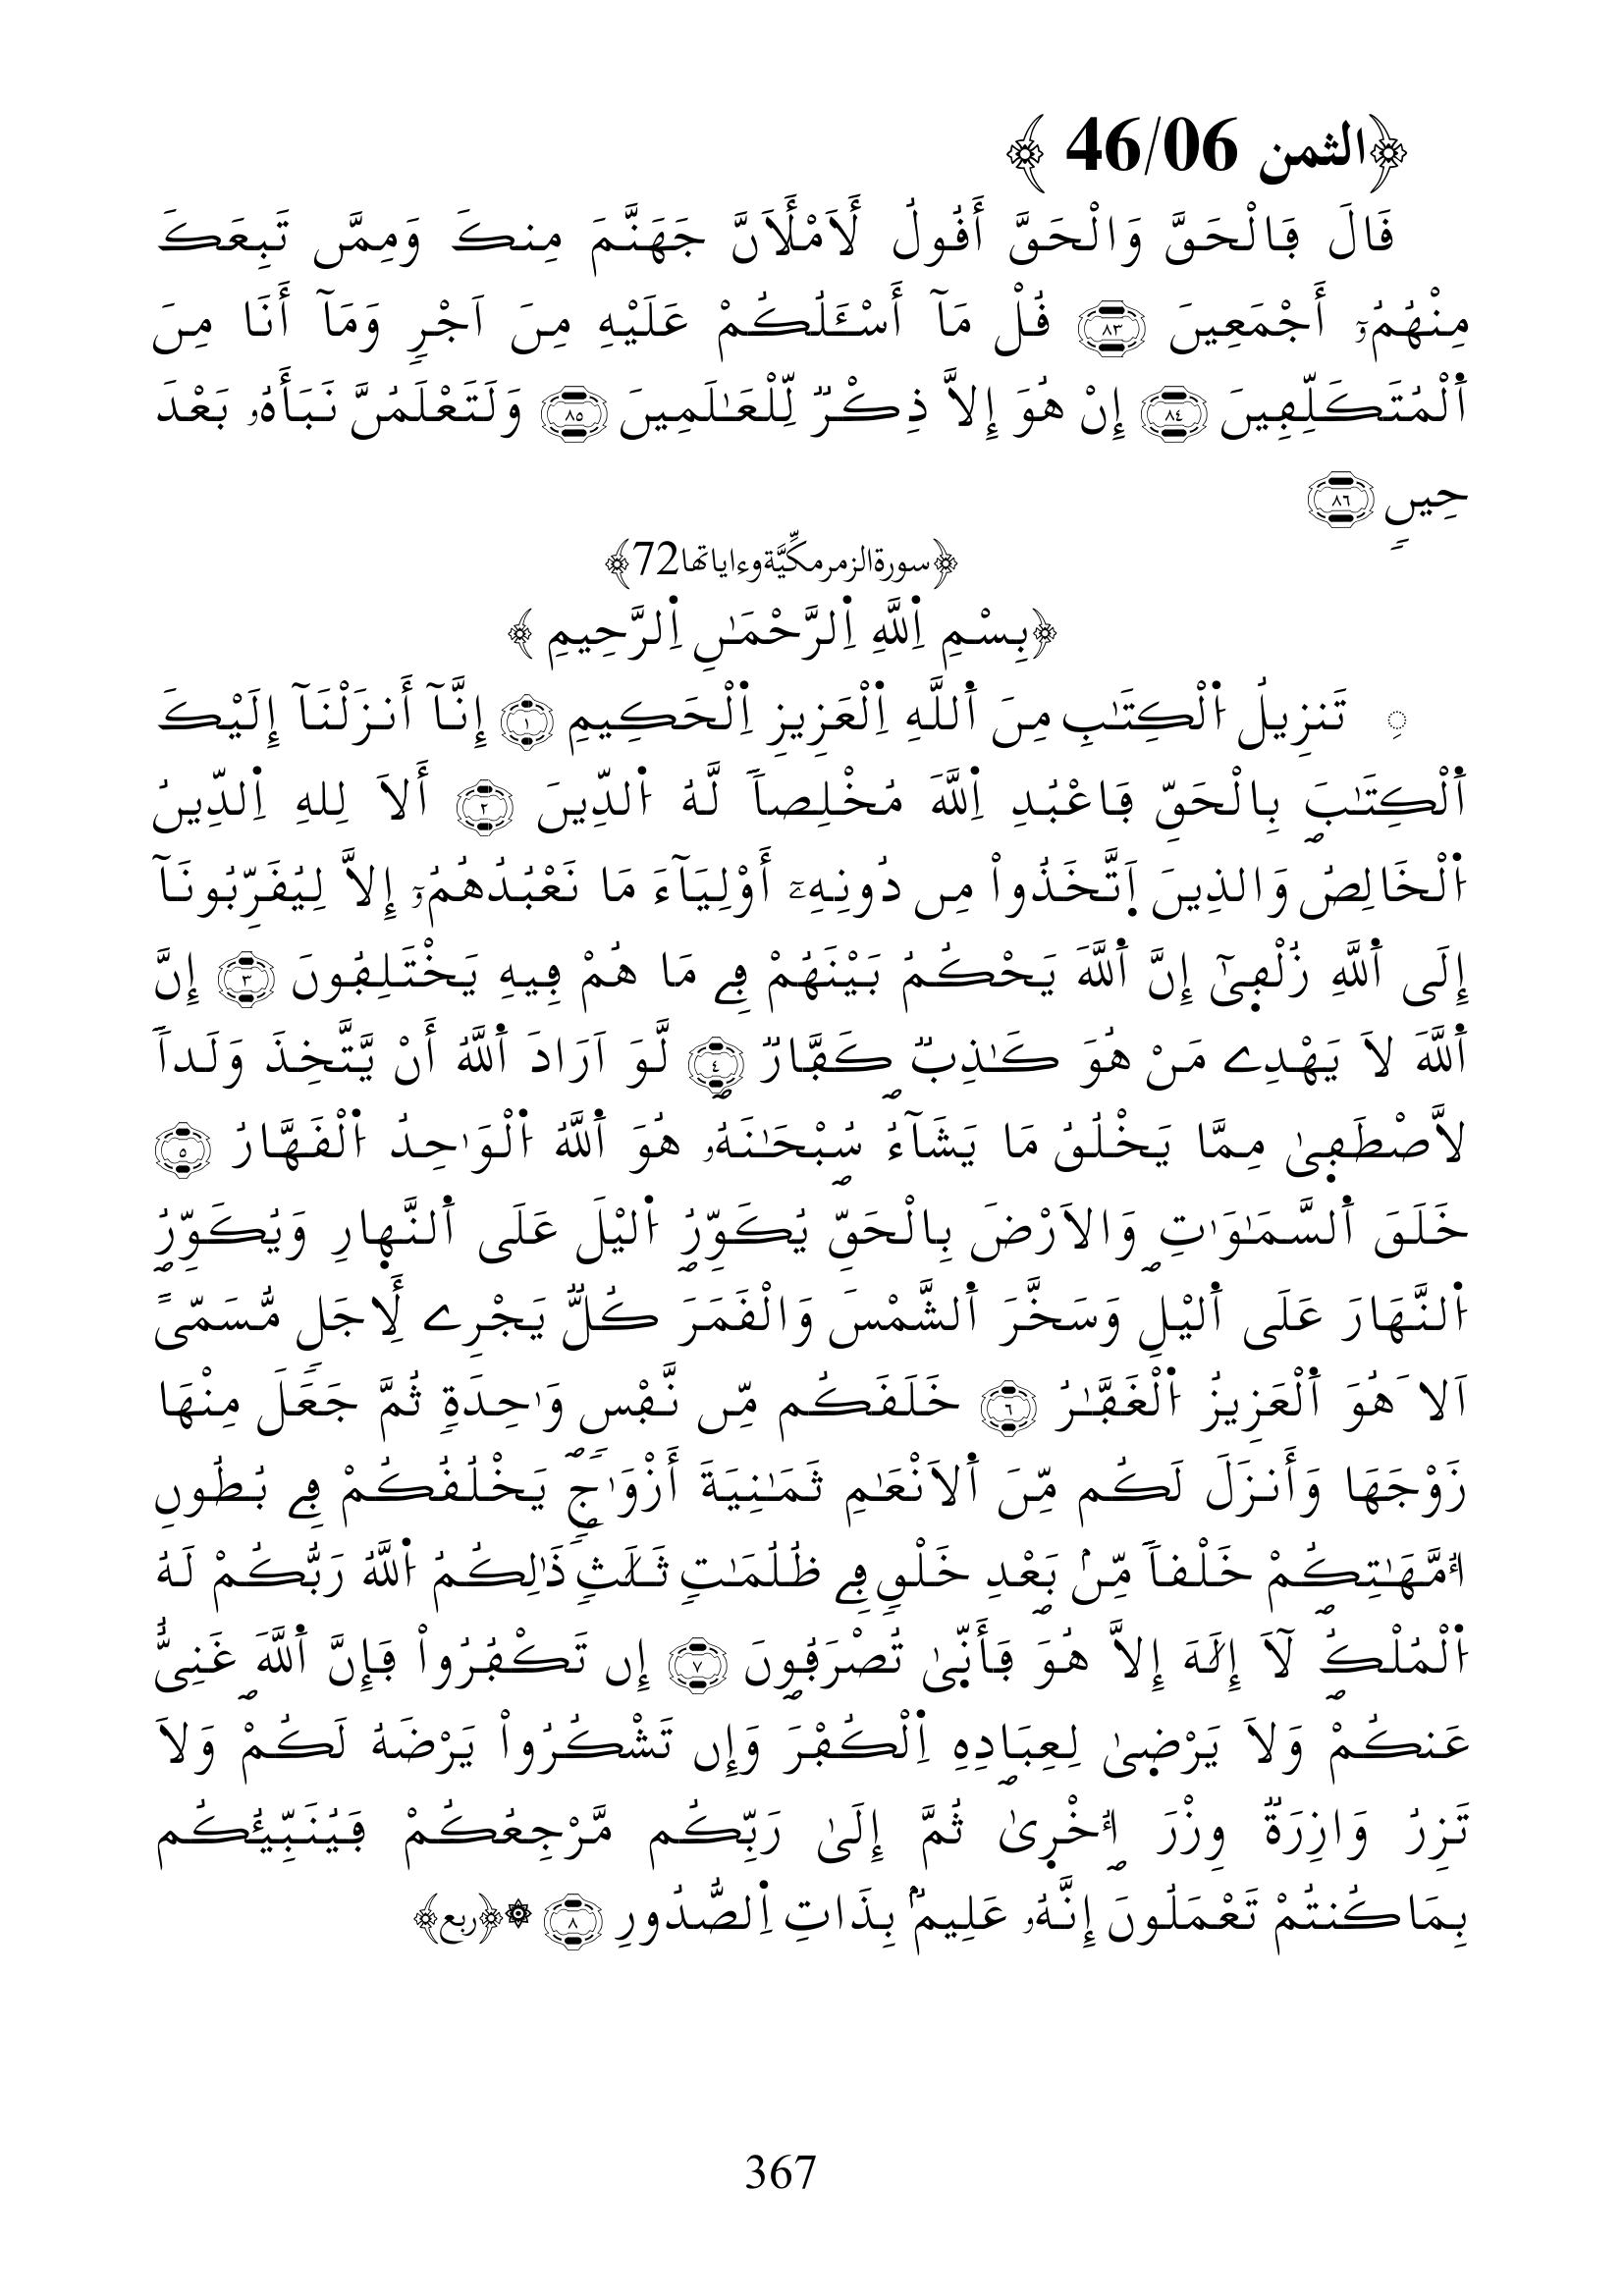 ﴿الثمن 46/06 ﴾
قَالَ فَالْحَقَّ وَالْحَقَّ أَقُولُ لَأَمْلَأَنَّ جَهَنَّمَ مِنكَ وَمِمَّن تَبِعَكَ
مِنْهُمُۥٓ أَجْمَعِينَ ٨٣ قُلْ مَآ أَسْـَٔلُكُمْ عَلَيْهِ مِنَ اَجْرٍ وَمَآ أَنَا مِنَ
ٱَلْمُتَكَلِّفِينَ ٨٤ إِنْ هُوَ إِلاَّ ذِكْرٌ لِّلْعَٰلَمِينَ ٨٥ وَلَتَعْلَمُنَّ نَبَأَهُۥ بَعْدَ
حِينٍ ٨٦
﴿سورة الزمر مكِّيَّة وءاياتها 72﴾
﴿بِسْمِ اِ۬للَّهِ اِ۬لرَّحْمَٰنِ اِ۬لرَّحِيمِ ﴾
تَنزِيلُ اُ۬لْكِتَٰبِ مِنَ اَ۬للَّهِ اِ۬لْعَزِيزِ اِ۬لْحَكِيمِ ١ إِنَّآ أَنزَلْنَآ إِلَيْكَ
اَ۬لْكِتَٰبَ بِالْحَقِّ فَاعْبُدِ اِ۬للَّهَ مُخْلِصاً لَّهُ اُ۬لدِّينَ ٢ أَلاَ لِلهِ اِ۬لدِّينُ
اُ۬لْخَالِصُ وَالذِينَ اَ۪تَّخَذُواْ مِن دُونِهِۦٓ أَوْلِيَآءَ مَا نَعْبُدُهُمُۥٓ إِلاَّ لِيُقَرِّبُونَآ
إِلَى اَ۬للَّهِ زُلْفۭيٰٓ إِنَّ اَ۬للَّهَ يَحْكُمُ بَيْنَهُمْ فِے مَا هُمْ فِيهِ يَخْتَلِفُونَ ٣ إِنَّ
اَ۬للَّهَ لاَ يَهْدِے مَنْ هُوَ كَٰذِبٌ كَفَّارٌ ٤ لَّوَ اَرَادَ اَ۬للَّهُ أَنْ يَّتَّخِذَ وَلَداً
لاَّصْطَفۭيٰ مِمَّا يَخْلُقُ مَا يَشَآءُ سُبْحَٰنَهُۥ هُوَ اَ۬للَّهُ اُ۬لْوَٰحِدُ اُ۬لْقَهَّارُ ٥
خَلَقَ اَ۬لسَّمَٰوَٰتِ وَالاَرْضَ بِالْحَقِّ يُكَوِّرُ اُ۬ليْلَ عَلَى اَ۬لنَّهۭارِ وَيُكَوِّرُ
اُ۬لنَّهَارَ عَلَى اَ۬ليْلِ وَسَخَّرَ اَ۬لشَّمْسَ وَالْقَمَرَ كُلٌّ يَجْرِے لِأَجَلٍ مُّسَمّىً
اَلاَ هُوَ اَ۬لْعَزِيزُ اُ۬لْغَفَّٰرُ ٦ خَلَقَكُم مِّن نَّفْسٍ وَٰحِدَةٍ ثُمَّ جَعَلَ مِنْهَا
زَوْجَهَا وَأَنزَلَ لَكُم مِّنَ اَ۬لاَنْعَٰمِ ثَمَٰنِيَةَ أَزْوَٰجٍ يَخْلُقُكُمْ فِے بُطُونِ
اُمَّهَٰتِكُمْ خَلْقاً مِّنۢ بَعْدِ خَلْقٍ فِے ظُلُمَٰتٍ ثَلَٰثٍ ذَٰلِكُمُ اُ۬للَّهُ رَبُّكُمْ لَهُ
اُ۬لْمُلْكُ لَآ إِلَٰهَ إِلاَّ هُوَ فَأَنّۭيٰ تُصْرَفُونَ ٧ إِن تَكْفُرُواْ فَإِنَّ اَ۬للَّهَ غَنِيٌّ
عَنكُمْ وَلاَ يَرْضۭيٰ لِعِبَادِهِ اِ۬لْكُفْرَ وَإِن تَشْكُرُواْ يَرْضَهُ لَكُمْ وَلاَ
تَزِرُ وَازِرَةٌ وِزْرَ اُخْرۭيٰ ثُمَّ إِلَىٰ رَبِّكُم مَّرْجِعُكُمْ فَيُنَبِّئُكُم
بِمَا كُنتُمْ تَعْمَلُونَ إِنَّهُۥ عَلِيمٌۢ بِذَاتِ اِ۬لصُّدُورِ ٨ ۞﴿ربع﴾
367